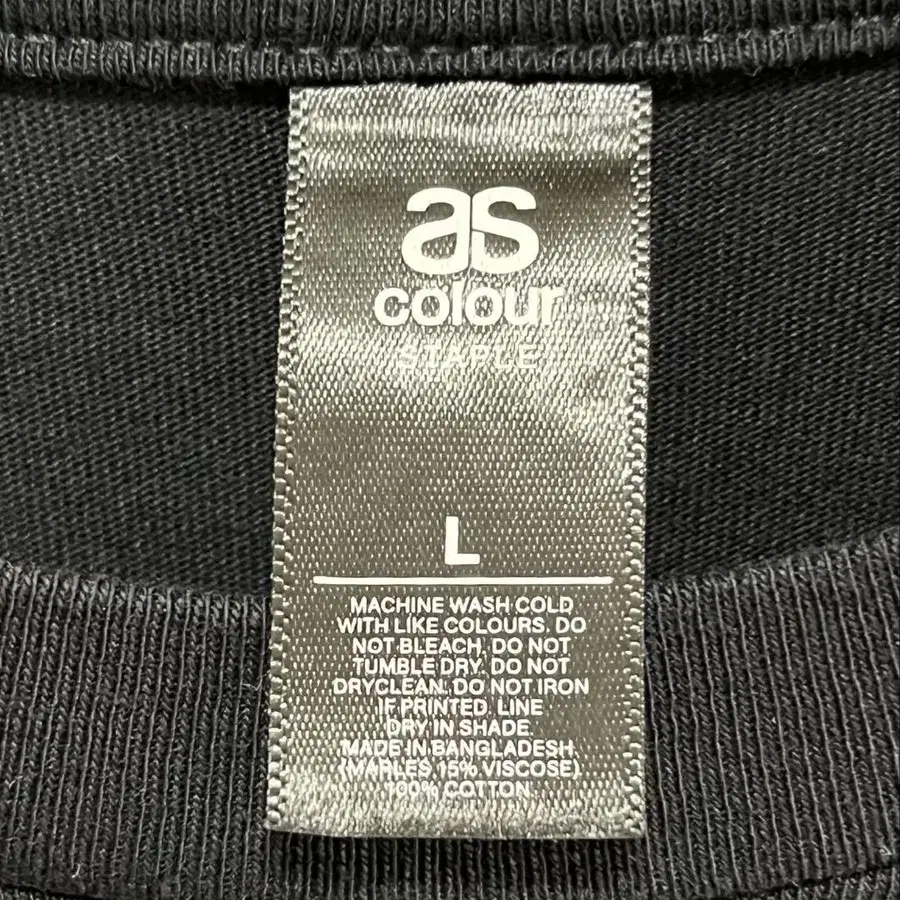 as
colour
STAPLE
L
MACHINE WASH COLD
WITH LIKE COLOURS. DO
NOT BLEACH. DO NOT
TUMBLE DRY. DO NOT
DRYCLEAN. DO NOT IRON
IF PRINTED. LINE
DRY IN SHADE.
MADE IN BANGLADESH.
(MARLES 15% VISCOSE)
100% COTTON.